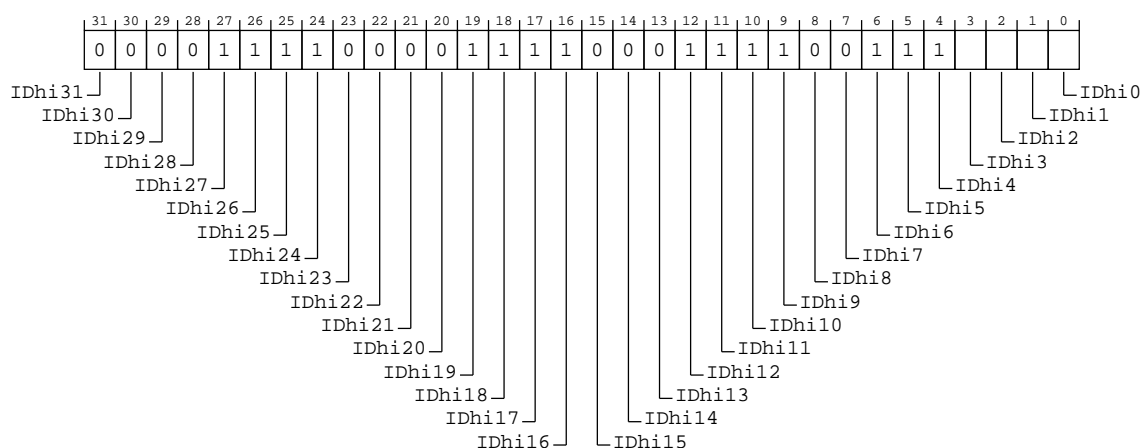 31 30 29 28 27 26 25 24 23 22 21 20 19 18 17 16 15 14 13 12 11 10 9 8 7 6 5 4 3 2 1 0
0 0 0 0 1 1 1 1 0 0 0 0 1 1 1 1 0 0 0 1 1 1 1 0 0 1 1 1
IDhi31 IDhi0
IDhi30 IDhi1
IDhi29 IDhi2
IDhi28 IDhi3
IDhi27 IDhi4
IDhi26 IDhi5
IDhi25 IDhi6
IDhi24 IDhi7
IDhi23 IDhi8
IDhi22 IDhi9
IDhi21 IDhi10
IDhi20 IDhi11
IDhi19 IDhi12
IDhi18 IDhi13
IDhi17 IDhi14
IDhi16 IDhi15